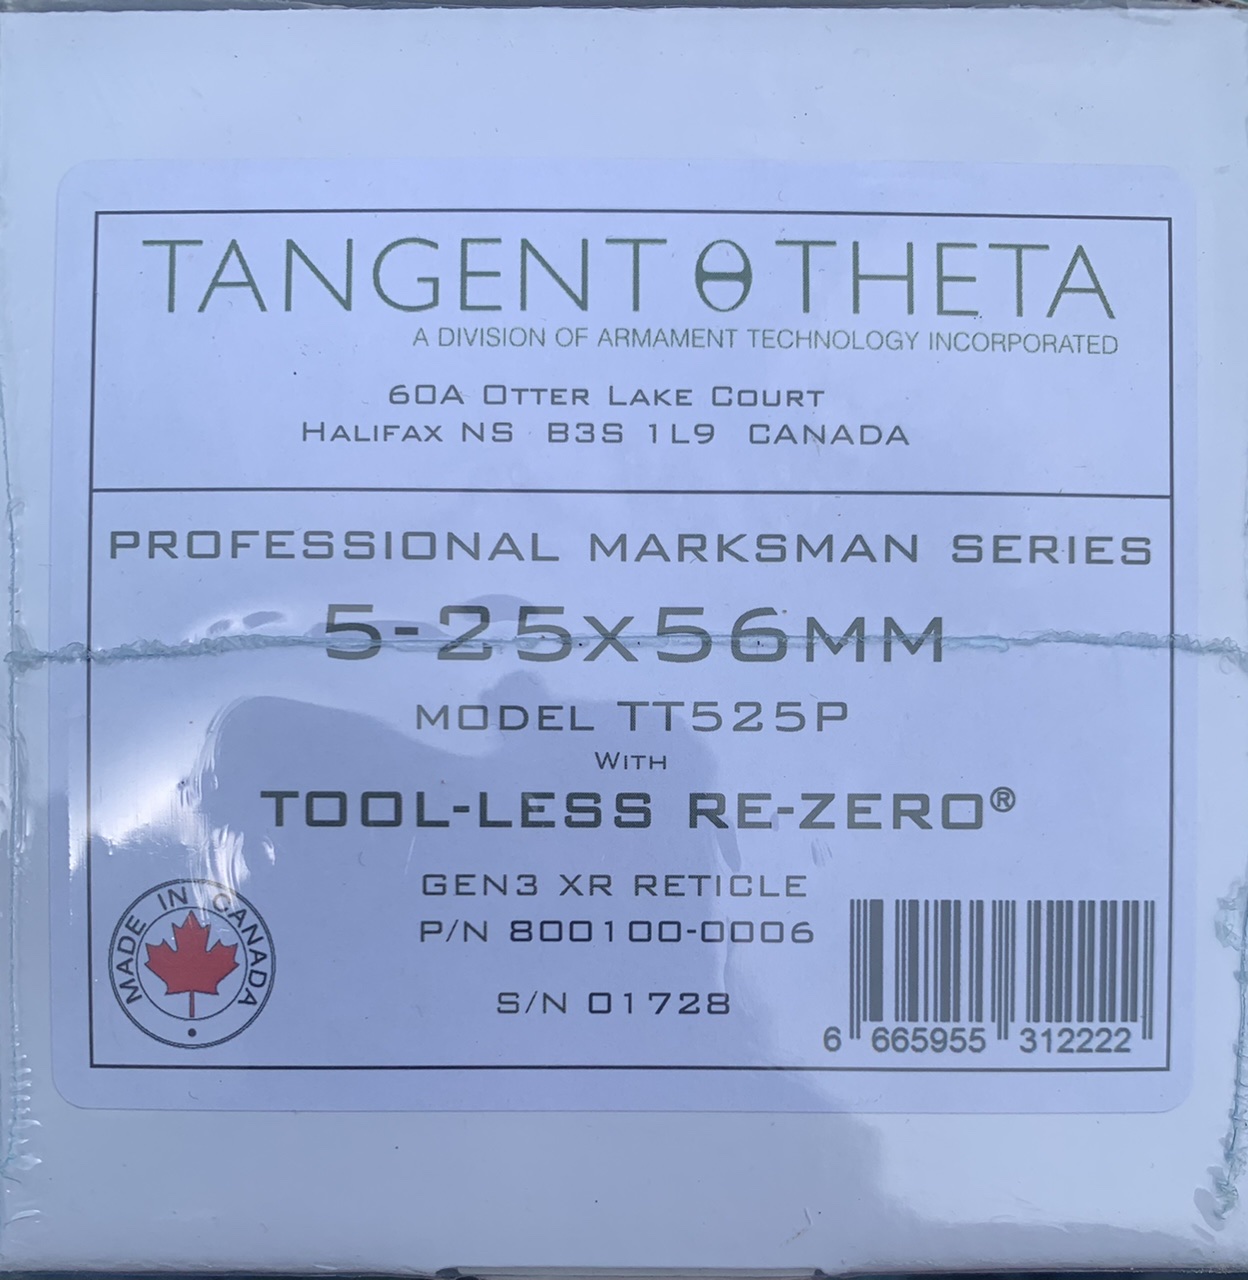 TANGENT θ THETA
A DIVISION OF ARMAMENT TECHNOLOGY INCORPORATED
60A OTTER LAKE COURT
HALIFAX NS B3S 1L9 CANADA
PROFESSIONAL MARKSMAN SERIES
5-25x56MM
MODEL TT525P
WITH
TOOL-LESS RE-ZERO®
GEN3 XR RETICLE
P/N 800100-0006
S/N 01728
MADE IN CANADA
6 665955 312222